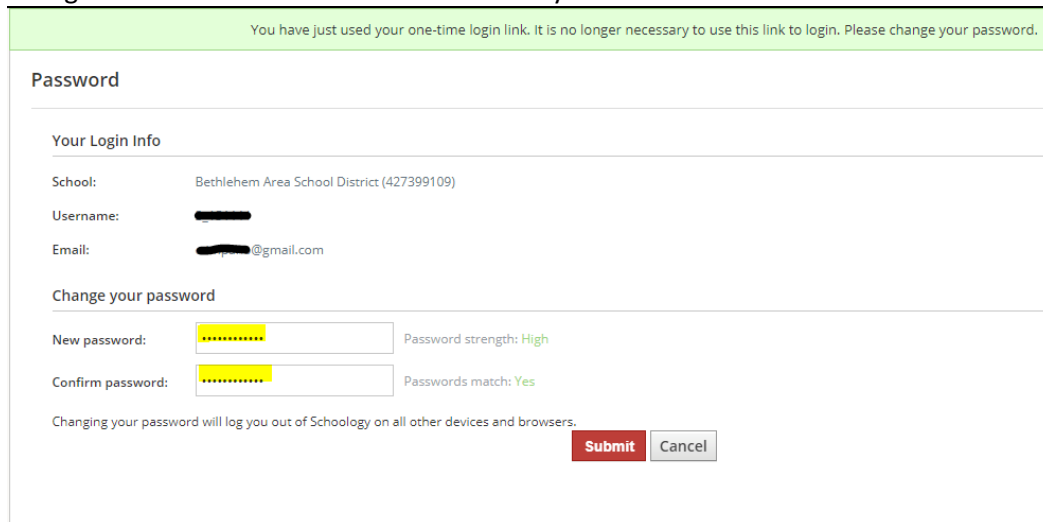 You have just used your one-time login link. It is no longer necessary to use this link to login. Please change your password.
Password
Your Login Info
School: Bethlehem Area School District (427399109)
Username:
Email: @gmail.com
Change your password
New password: •••••••••••• Password strength: High
Confirm password: •••••••••••• Passwords match: Yes
Changing your password will log you out of Schoology on all other devices and browsers.
Submit Cancel